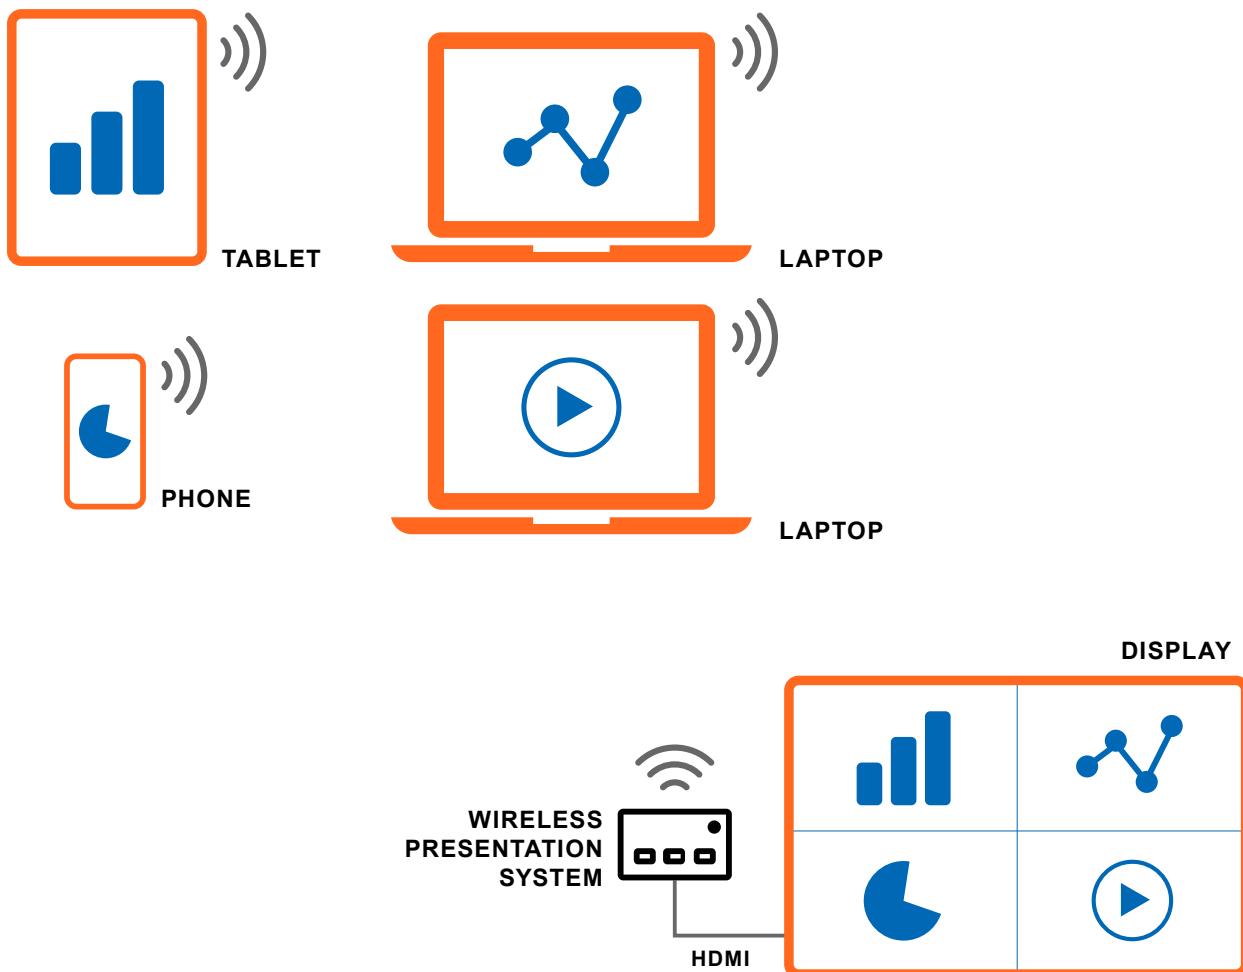 TABLET
LAPTOP
PHONE
LAPTOP
DISPLAY
WIRELESS
PRESENTATION
SYSTEM
HDMI